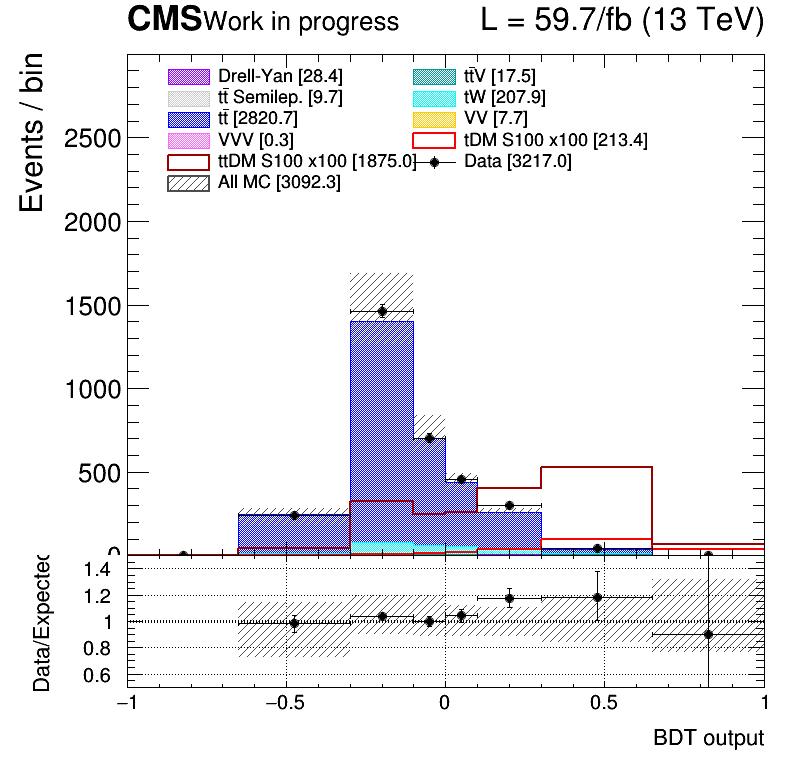 CMS Work in progress L = 59.7/fb (13 TeV)
Events / bin
Drell-Yan [28.4]
tt̄V [17.5]
tt̄ Semilep. [9.7]
tW [207.9]
tt̄ [2820.7]
VV [7.7]
VVV [0.3]
tDM S100 x100 [213.4]
ttDM S100 x100 [1875.0]
Data [3217.0]
All MC [3092.3]
2500
2000
1500
1000
500
0
Data/Expected
1.4
1.2
1
0.8
0.6
−1 −0.5 0 0.5 1
BDT output